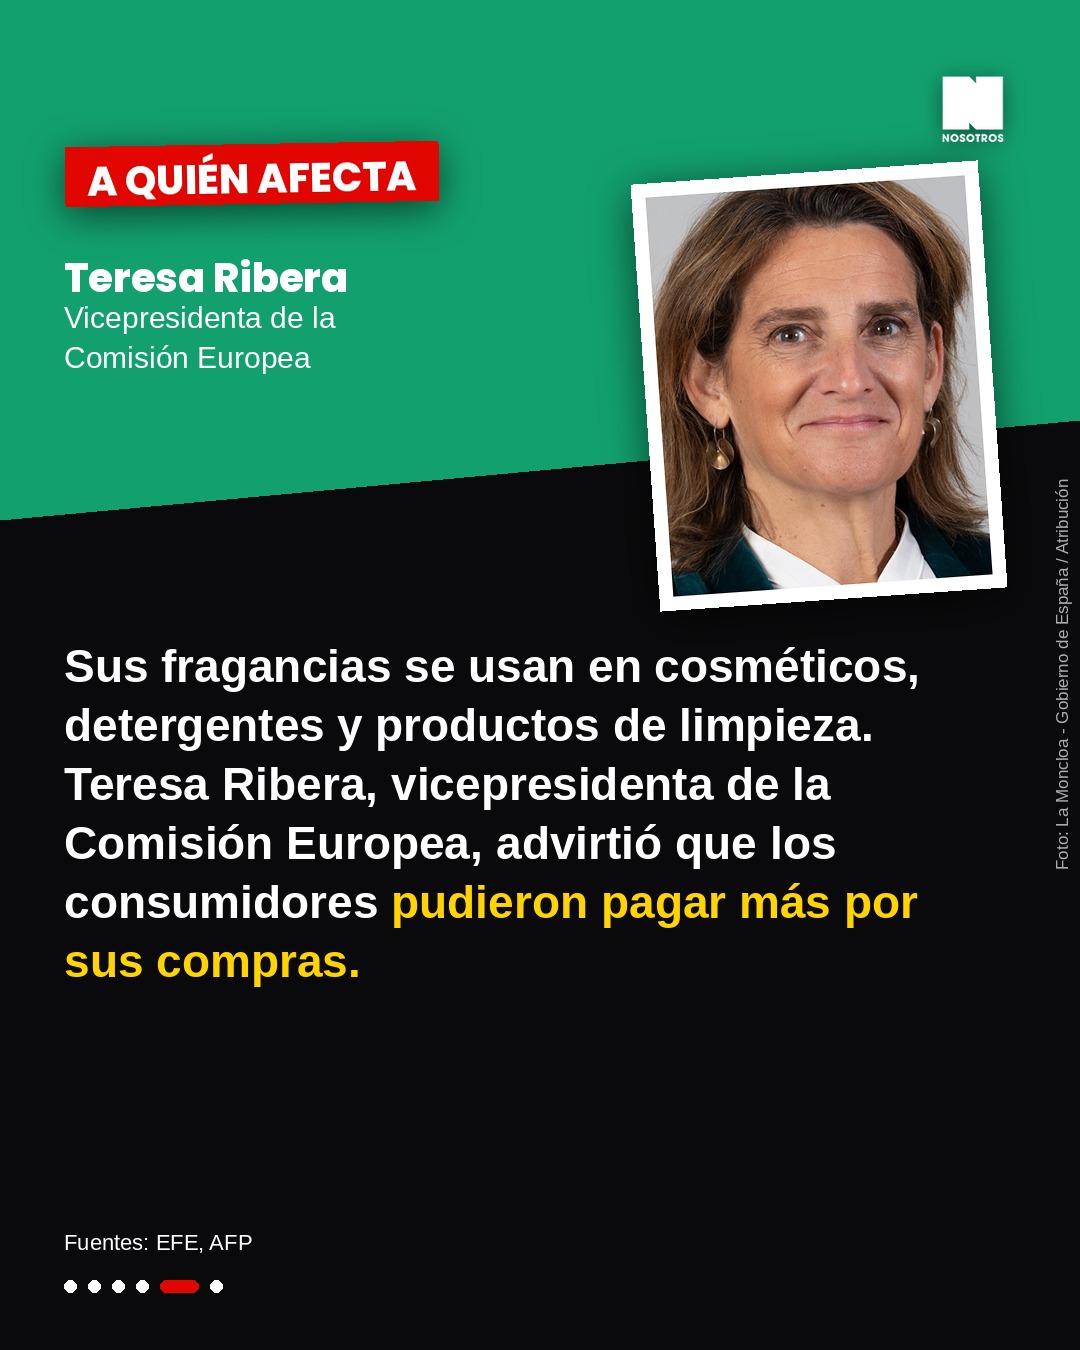 NOSOTROS
A QUIÉN AFECTA
Teresa Ribera
Vicepresidenta de la
Comisión Europea
Sus fragancias se usan en cosméticos,
detergentes y productos de limpieza.
Teresa Ribera, vicepresidenta de la
Comisión Europea, advirtió que los
consumidores pudieron pagar más por
sus compras.
Foto: La Moncloa - Gobierno de España / Atribución
Fuentes: EFE, AFP